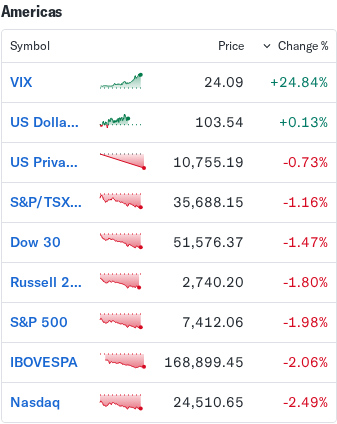 Americas
Symbol Price Change %
VIX 24.09 +24.84%
US Dolla... 103.54 +0.13%
US Priva... 10,755.19 -0.73%
S&P/TSX... 35,688.15 -1.16%
Dow 30 51,576.37 -1.47%
Russell 2... 2,740.20 -1.80%
S&P 500 7,412.06 -1.98%
IBOVESPA 168,899.45 -2.06%
Nasdaq 24,510.65 -2.49%